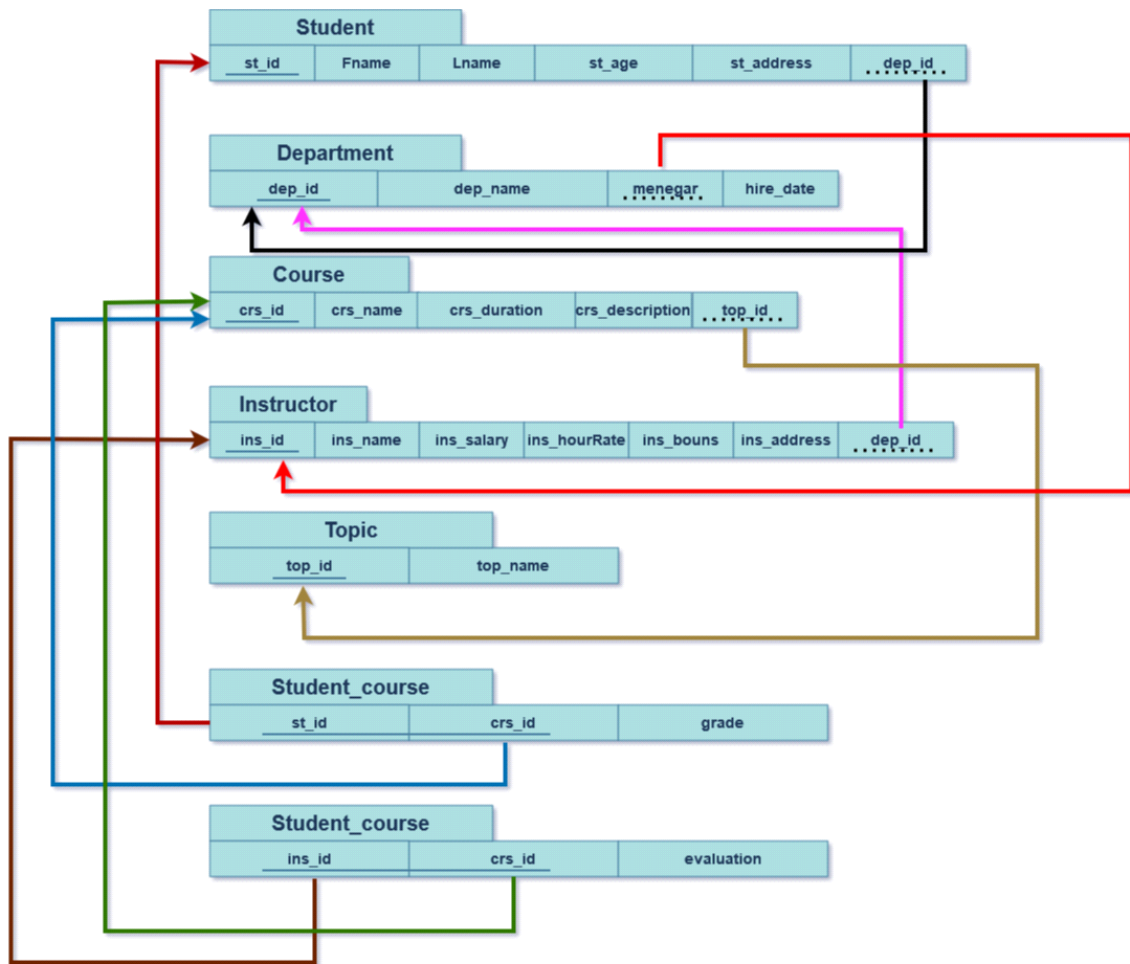 Student
st_id Fname Lname st_age st_address dep_id
Department
dep_id dep_name menegar hire_date
Course
crs_id crs_name crs_duration crs_description top_id
Instructor
ins_id ins_name ins_salary ins_hourRate ins_bouns ins_address dep_id
Topic
top_id top_name
Student_course
st_id crs_id grade
Student_course
ins_id crs_id evaluation